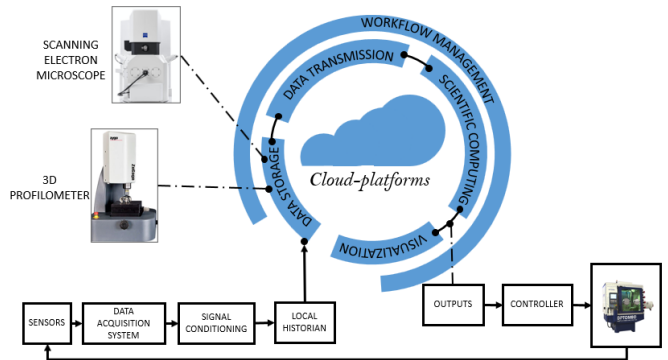 SCANNING
ELECTRON
MICROSCOPE
3D
PROFILOMETER
WORKFLOW MANAGEMENT
DATA TRANSMISSION
SCIENTIFIC COMPUTING
DATA STORAGE
VISUALIZATION
Cloud-platforms
SENSORS
DATA
ACQUISITION
SYSTEM
SIGNAL
CONDITIONING
LOCAL
HISTORIAN
OUTPUTS
CONTROLLER
OPTOMEC